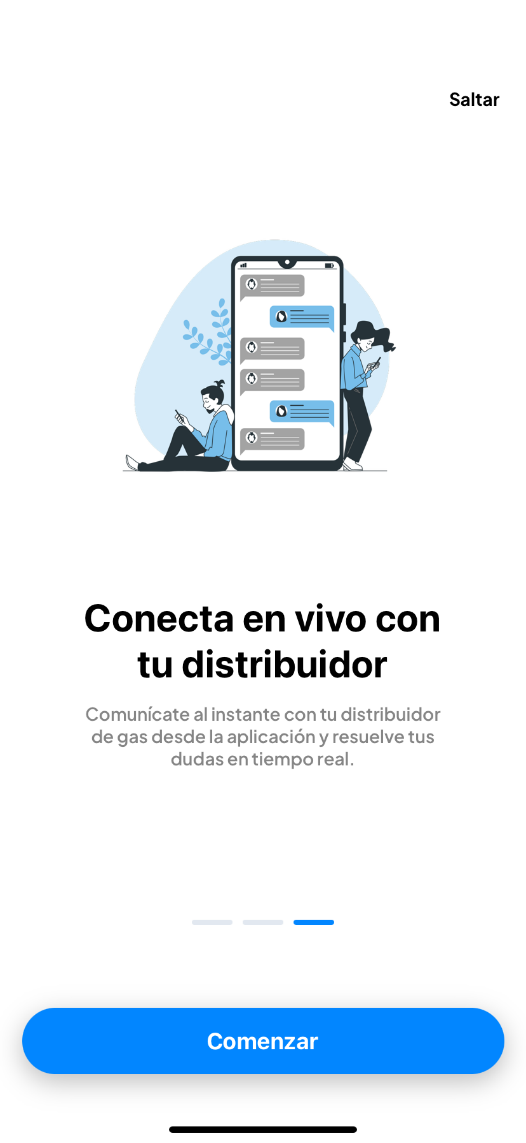 Saltar
Conecta en vivo con
tu distribuidor
Comunícate al instante con tu distribuidor
de gas desde la aplicación y resuelve tus
dudas en tiempo real.
Comenzar